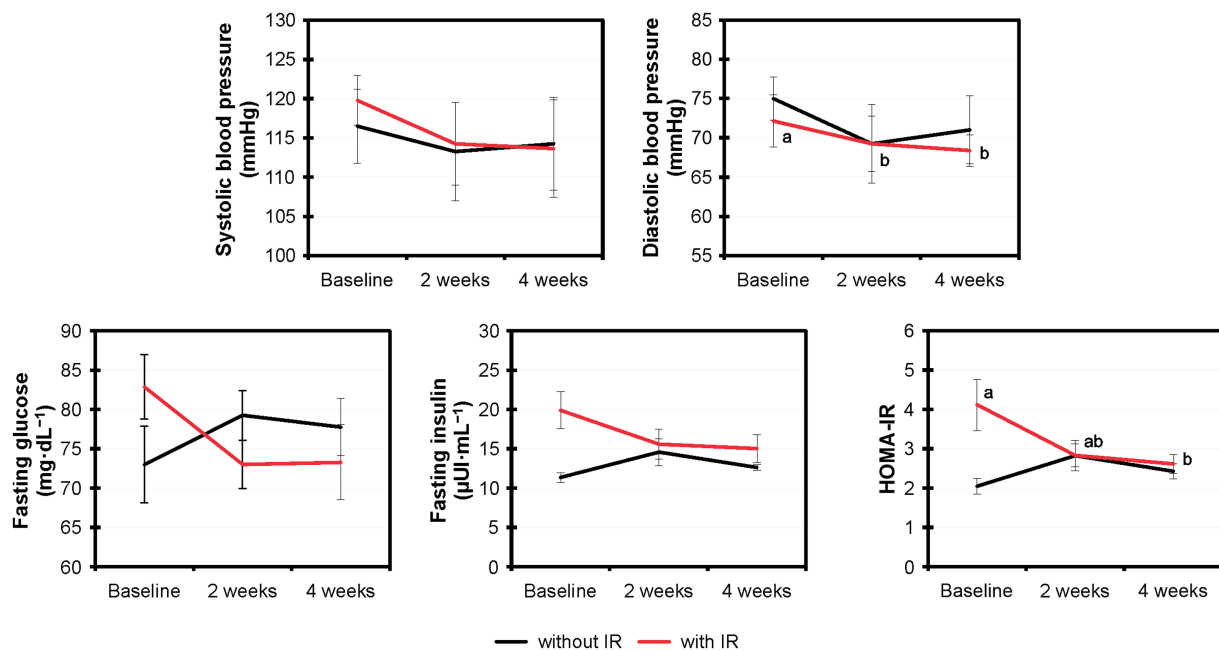 Systolic blood pressure
(mmHg)
130
125
120
115
110
105
100
Baseline 2 weeks 4 weeks
Diastolic blood pressure
(mmHg)
85
80
75
70
65
60
55
a
b
b
Baseline 2 weeks 4 weeks
Fasting glucose
(mg·dL⁻¹)
90
85
80
75
70
65
60
Baseline 2 weeks 4 weeks
Fasting insulin
(µUI·mL⁻¹)
30
25
20
15
10
5
0
Baseline 2 weeks 4 weeks
HOMA-IR
6
5
4
3
2
1
0
a
ab
b
Baseline 2 weeks 4 weeks
without IR with IR